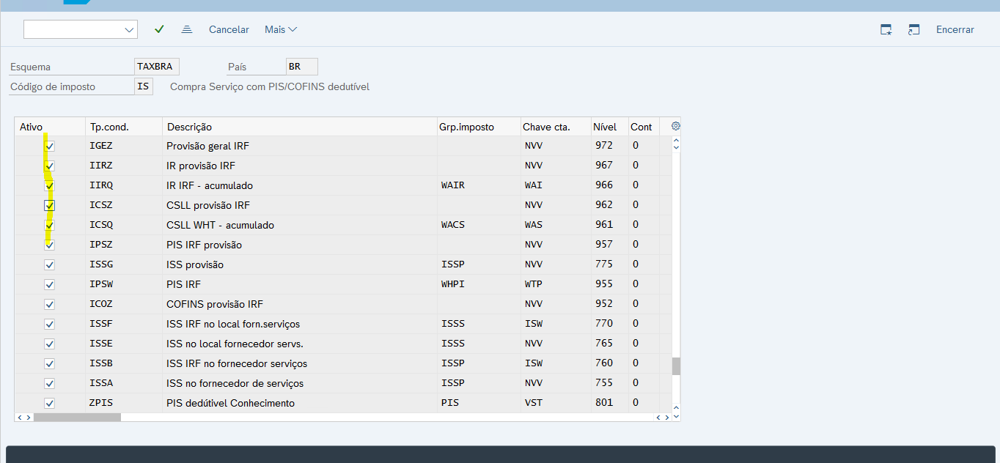 Cancelar Mais Encerrar
Esquema TAXBRA País BR
Código de imposto IS Compra Serviço com PIS/COFINS dedutível
Ativo Tp.cond. Descrição Grp.imposto Chave cta. Nível Cont
IGEZ Provisão geral IRF NVV 972 0
IIRZ IR provisão IRF NVV 967 0
IIRQ IR IRF - acumulado WAIR WAI 966 0
ICSZ CSLL provisão IRF NVV 962 0
ICSQ CSLL WHT - acumulado WACS WAS 961 0
IPSZ PIS IRF provisão NVV 957 0
ISSG ISS provisão ISSP NVV 775 0
IPSW PIS IRF WHPI WTP 955 0
ICOZ COFINS provisão IRF NVV 952 0
ISSF ISS IRF no local forn.serviços ISSS ISW 770 0
ISSE ISS no local fornecedor servs. ISSS NVV 765 0
ISSB ISS IRF no fornecedor serviços ISSP ISW 760 0
ISSA ISS no fornecedor de serviços ISSP NVV 755 0
ZPIS PIS dedútivel Conhecimento PIS VST 801 0